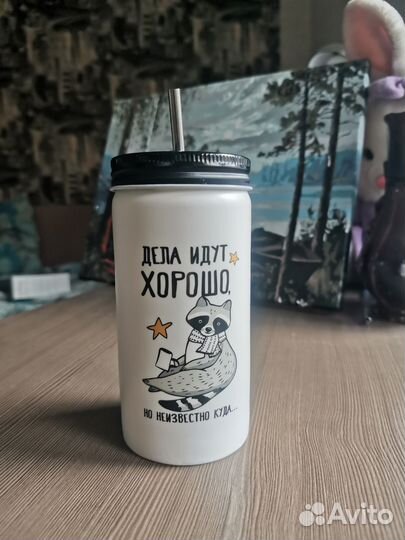 ДЕЛА ИДУТ
ХОРОШО,
НО НЕИЗВЕСТНО КУДА...
Avito